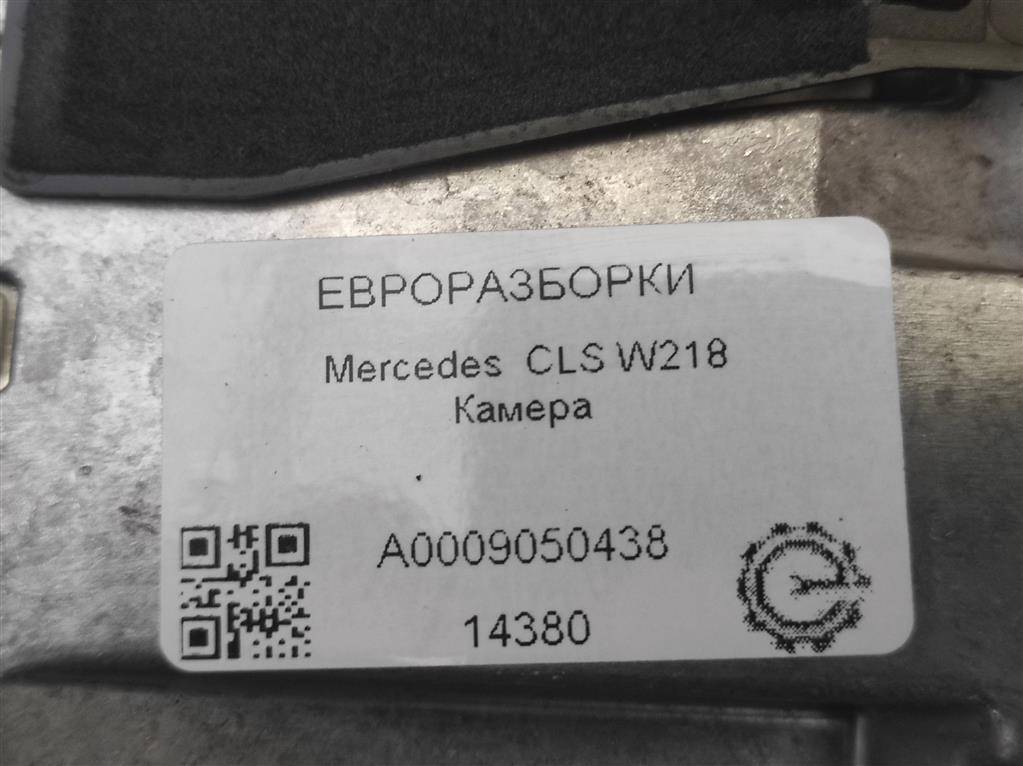 ЕВРОРАЗБОРКИ
Mercedes CLS W218
Камера
A0009050438
14380